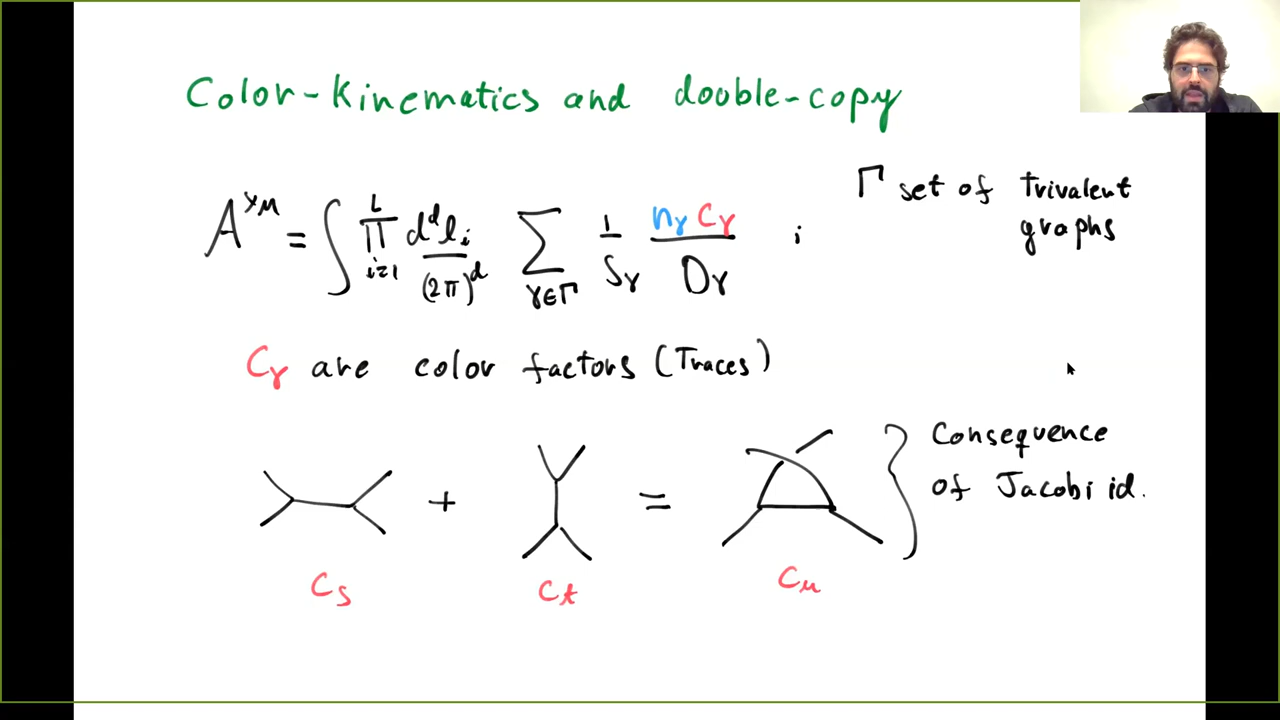 Color-Kinematics and double-copy
Γ set of trivalent graphs
A^{YM} = ∫ ∏_{i=1}^{L} d^d l_i / (2π)^d ∑_{γ∈Γ} 1/S_γ n_γ C_γ / D_γ ;
C_γ are color factors (Traces)
+ = } Consequence
of Jacobi id.
C_s C_t C_u